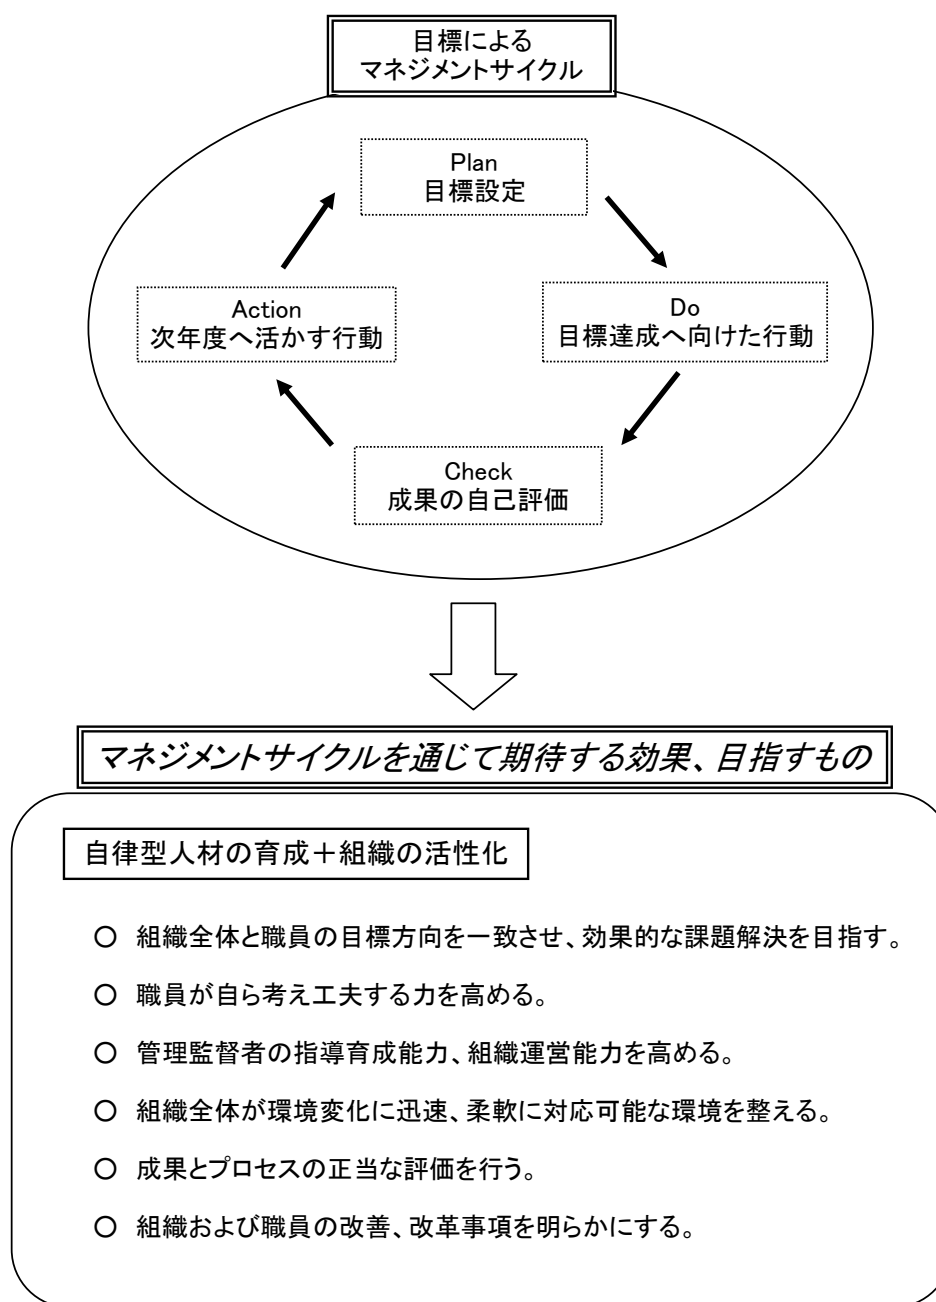 目標による
マネジメントサイクル
Plan
目標設定
Action
次年度へ活かす行動
Do
目標達成へ向けた行動
Check
成果の自己評価
マネジメントサイクルを通じて期待する効果、目指すもの
自律型人材の育成＋組織の活性化
○ 組織全体と職員の目標方向を一致させ、効果的な課題解決を目指す。
○ 職員が自ら考え工夫する力を高める。
○ 管理監督者の指導育成能力、組織運営能力を高める。
○ 組織全体が環境変化に迅速、柔軟に対応可能な環境を整える。
○ 成果とプロセスの正当な評価を行う。
○ 組織および職員の改善、改革事項を明らかにする。